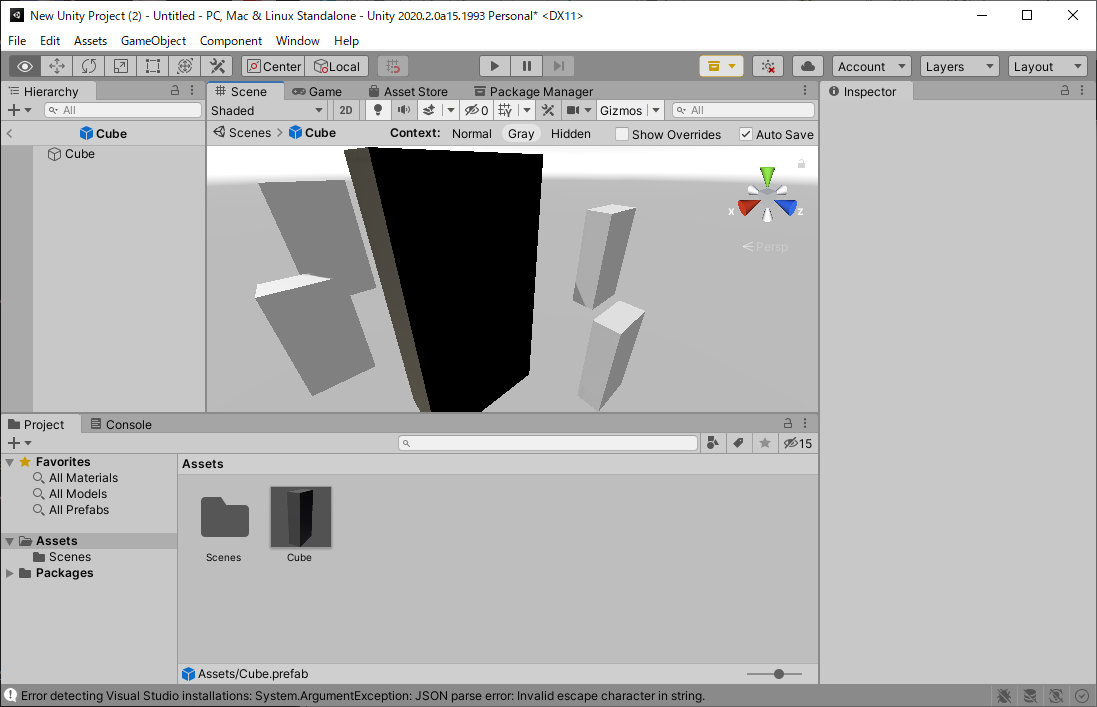 New Unity Project (2) - Untitled - PC, Mac & Linux Standalone - Unity 2020.2.0a15.1993 Personal* <DX11>
File Edit Assets GameObject Component Window Help
Center Local Account Layers Layout
Hierarchy
All
Cube
Cube
Scene Game Asset Store Package Manager
Shaded 2D 0 Gizmos All
Scenes Cube Context: Normal Gray Hidden Show Overrides Auto Save
x z
Persp
Inspector
Project Console
15
Favorites
All Materials
All Models
All Prefabs
Assets
Scenes
Packages
Assets
Scenes Cube
Assets/Cube.prefab
Error detecting Visual Studio installations: System.ArgumentException: JSON parse error: Invalid escape character in string.